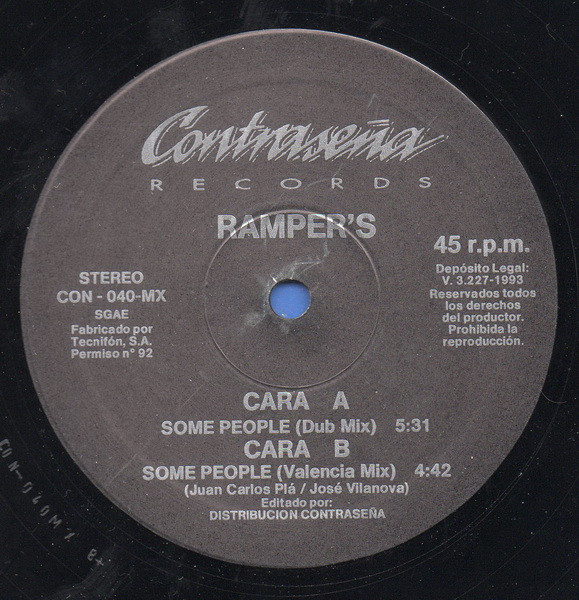 Contraseña
RECORDS
RAMPER'S
45 r.p.m.
Depósito Legal:
V. 3.227-1993
Reservados todos
los derechos
del productor.
Prohibida la
reproducción.
STEREO
CON - 040-MX
SGAE
Fabricado por
Tecnifón, S.A.
Permiso nº 92
CARA A
SOME PEOPLE (Dub Mix) 5:31
CARA B
SOME PEOPLE (Valencia Mix) 4:42
(Juan Carlos Plá / José Vilanova)
Editado por:
DISTRIBUCION CONTRASEÑA
CON-040MX